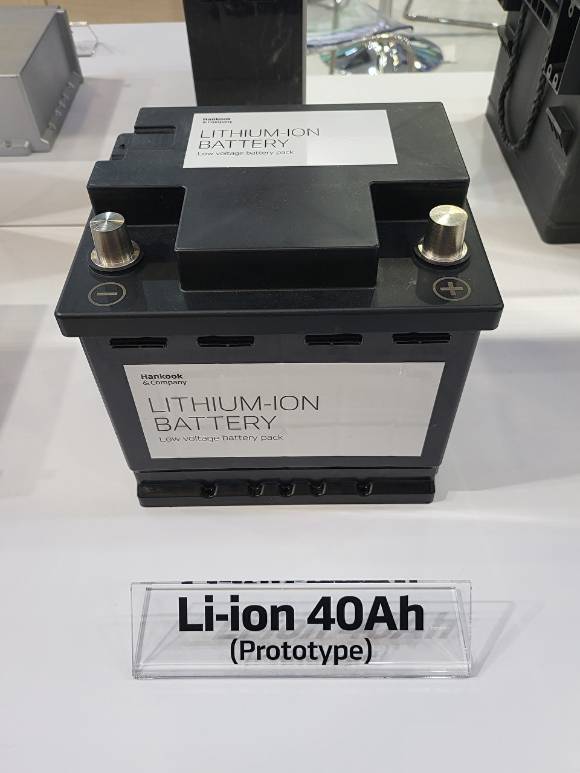 Hankook
& Company
LITHIUM-ION
BATTERY
Low voltage battery pack
Hankook
& Company
LITHIUM-ION
BATTERY
Low voltage battery pack
Li-ion 40Ah
(Prototype)